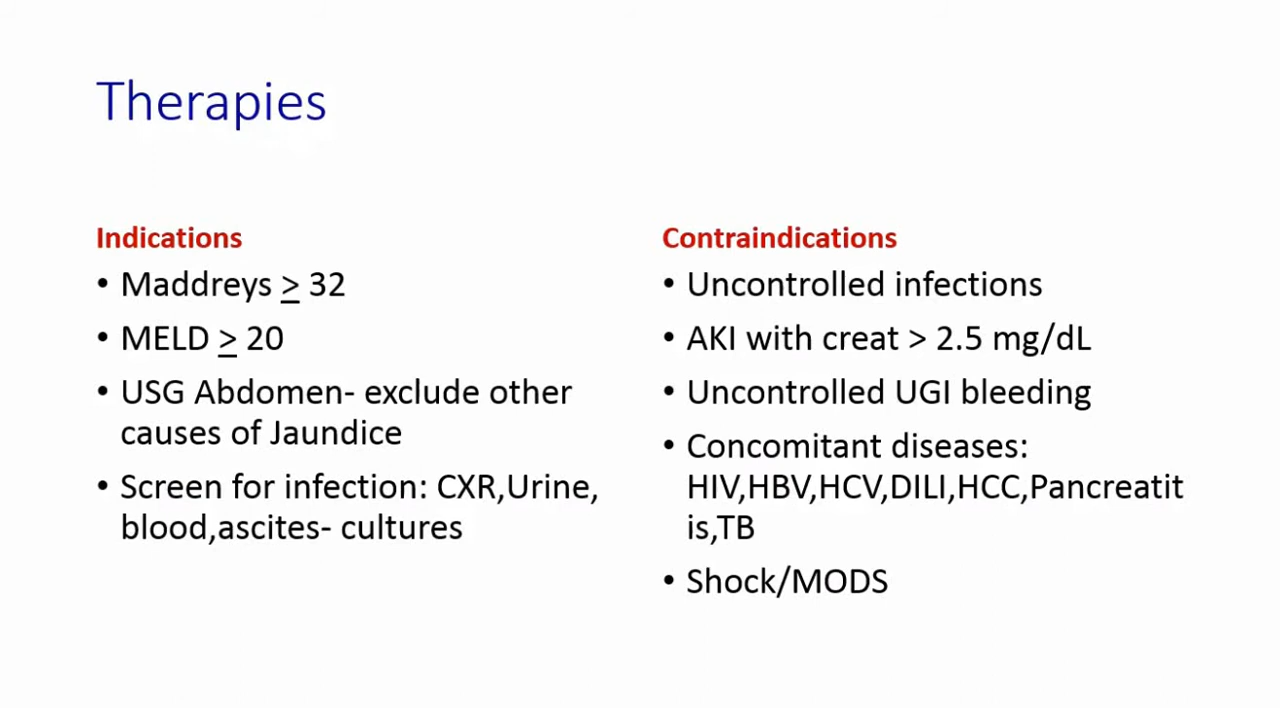 Therapies
Indications
• Maddreys ≥ 32
• MELD ≥ 20
• USG Abdomen- exclude other
causes of Jaundice
• Screen for infection: CXR,Urine,
blood,ascites- cultures
Contraindications
• Uncontrolled infections
• AKI with creat > 2.5 mg/dL
• Uncontrolled UGI bleeding
• Concomitant diseases:
HIV,HBV,HCV,DILI,HCC,Pancreatit
is,TB
• Shock/MODS